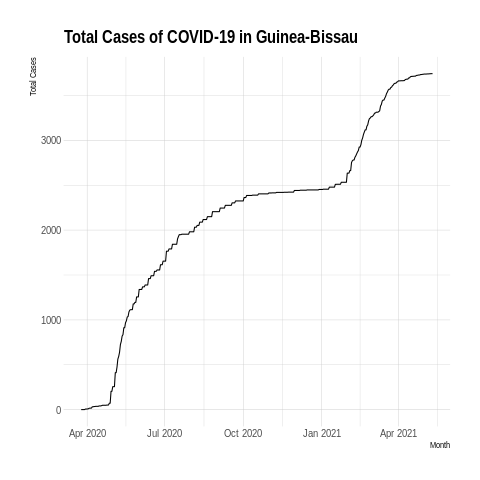 Total Cases of COVID-19 in Guinea-Bissau
Total Cases
3000
2000
1000
0
Apr 2020 Jul 2020 Oct 2020 Jan 2021 Apr 2021
Month